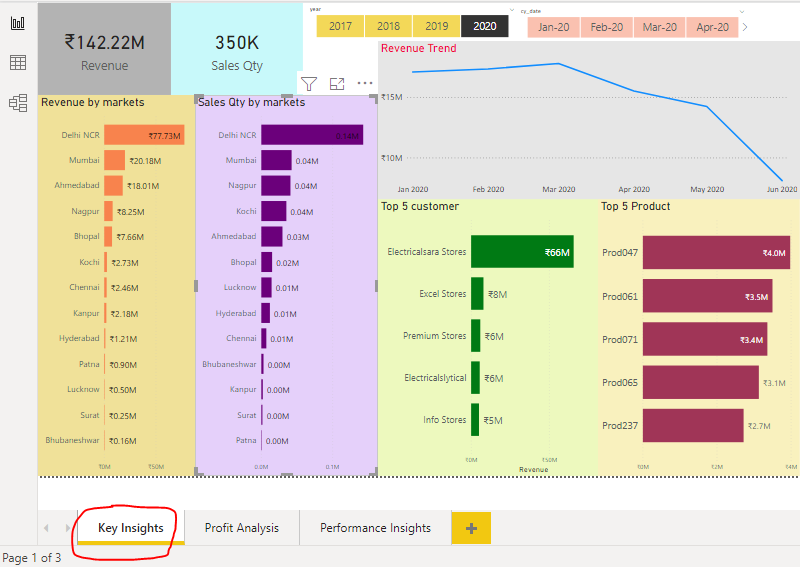 year
2017 2018 2019 2020
cy_date
Jan-20 Feb-20 Mar-20 Apr-20
₹142.22M
Revenue
350K
Sales Qty
Revenue Trend
₹15M
₹10M
Jan 2020 Feb 2020 Mar 2020 Apr 2020 May 2020 Jun 2020
Revenue by markets
Delhi NCR ₹77.73M
Mumbai ₹20.18M
Ahmedabad ₹18.01M
Nagpur ₹8.25M
Bhopal ₹7.66M
Kochi ₹2.73M
Chennai ₹2.46M
Kanpur ₹2.18M
Hyderabad ₹1.21M
Patna ₹0.90M
Lucknow ₹0.50M
Surat ₹0.25M
Bhubaneshwar ₹0.16M
₹0M ₹50M
Sales Qty by markets
Delhi NCR 0.14M
Mumbai 0.04M
Nagpur 0.04M
Kochi 0.04M
Ahmedabad 0.03M
Bhopal 0.02M
Lucknow 0.01M
Hyderabad 0.01M
Chennai 0.01M
Bhubaneshwar 0.00M
Kanpur 0.00M
Surat 0.00M
Patna 0.00M
0.0M 0.1M
Top 5 customer
Electricalsara Stores ₹66M
Excel Stores ₹8M
Premium Stores ₹6M
Electricalslytical ₹6M
Info Stores ₹5M
₹0M ₹50M
Revenue
Top 5 Product
Prod047 ₹4.0M
Prod061 ₹3.5M
Prod071 ₹3.4M
Prod065 ₹3.1M
Prod237 ₹2.7M
₹0M ₹2M ₹4M
Key Insights Profit Analysis Performance Insights
Page 1 of 3